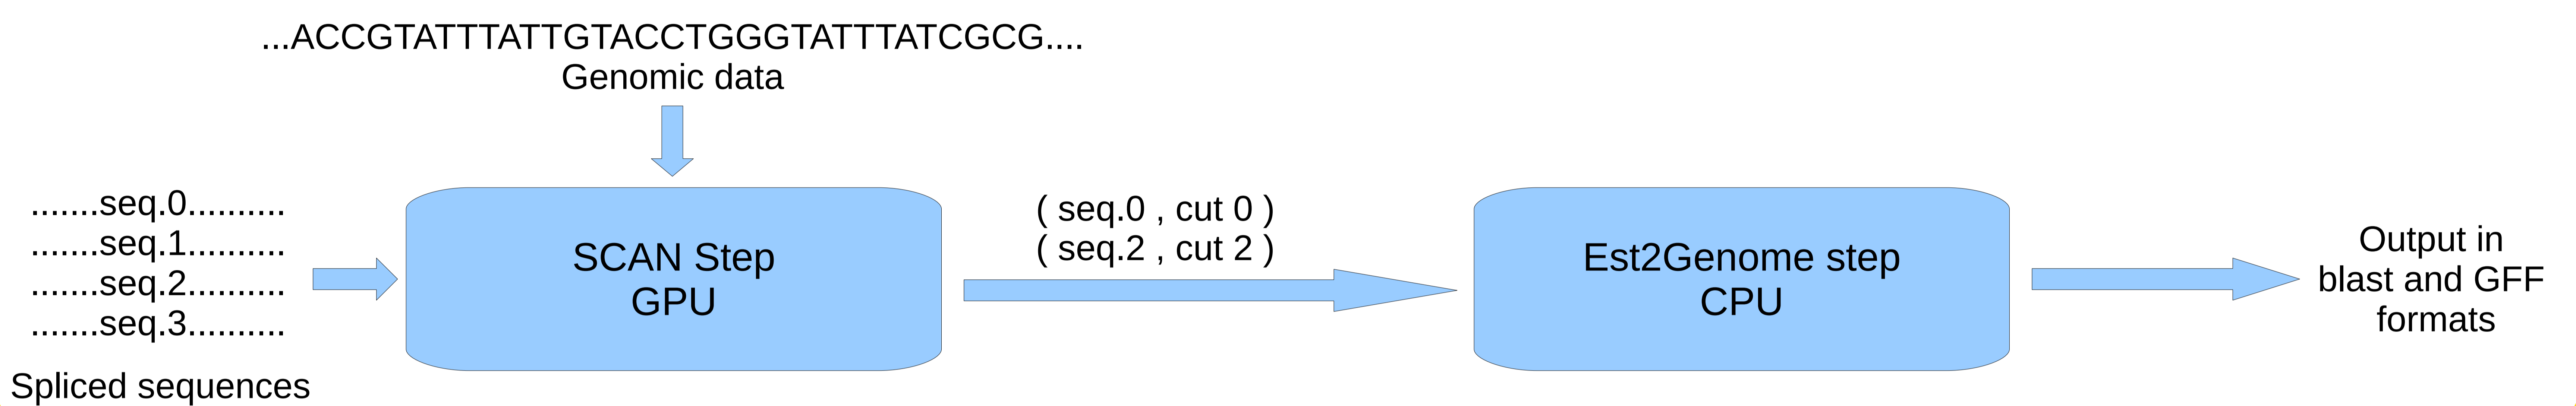 ...ACCGTATTTATTGTACCTGGGTATTTATCGCG....
Genomic data
.......seq.0..........
.......seq.1..........
.......seq.2..........
.......seq.3..........
Spliced sequences
SCAN Step
GPU
( seq.0 , cut 0 )
( seq.2 , cut 2 )
Est2Genome step
CPU
Output in
blast and GFF
formats